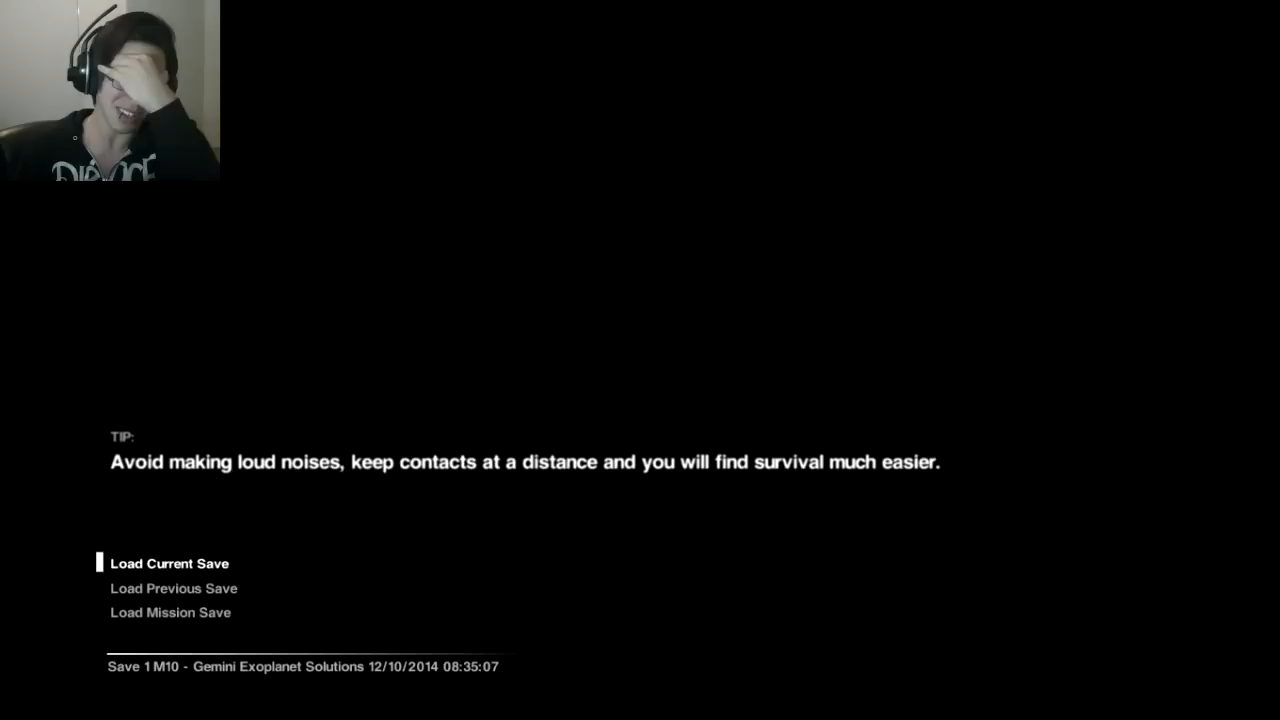 TIP:
Avoid making loud noises, keep contacts at a distance and you will find survival much easier.
Load Current Save
Load Previous Save
Load Mission Save
Save 1 M10 - Gemini Exoplanet Solutions 12/10/2014 08:35:07